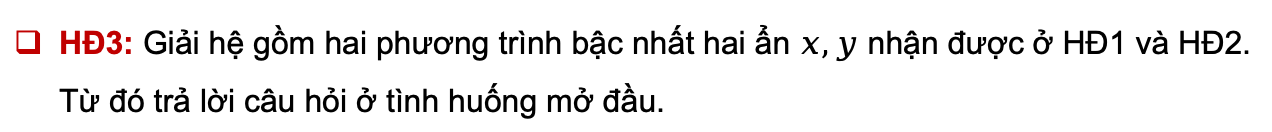 ❑ HĐ3: Giải hệ gồm hai phương trình bậc nhất hai ẩn x, y nhận được ở HĐ1 và HĐ2.
Từ đó trả lời câu hỏi ở tình huống mở đầu.